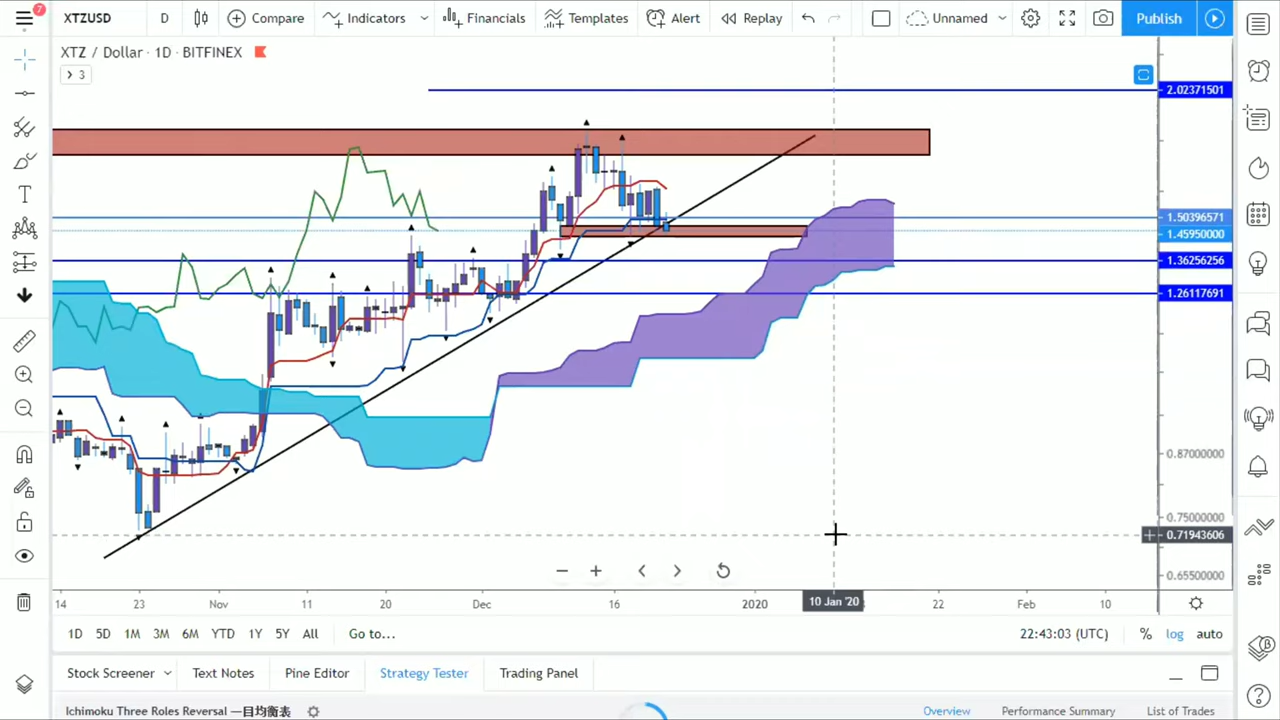 7
XTZUSD D Compare Indicators Financials Templates Alert Replay Unnamed Publish
XTZ / Dollar · 1D · BITFINEX
3
2.02371501
1.50396571
1.45950000
1.36256256
1.26117691
0.87000000
0.75000000
0.71943606
0.65500000
14 23 Nov 11 20 Dec 16 2020 10 Jan '20 22 Feb 10
1D 5D 1M 3M 6M YTD 1Y 5Y All Go to... 22:43:03 (UTC) % log auto
Stock Screener Text Notes Pine Editor Strategy Tester Trading Panel
Ichimoku Three Roles Reversal 一目均衡表 Overview Performance Summary List of Trades